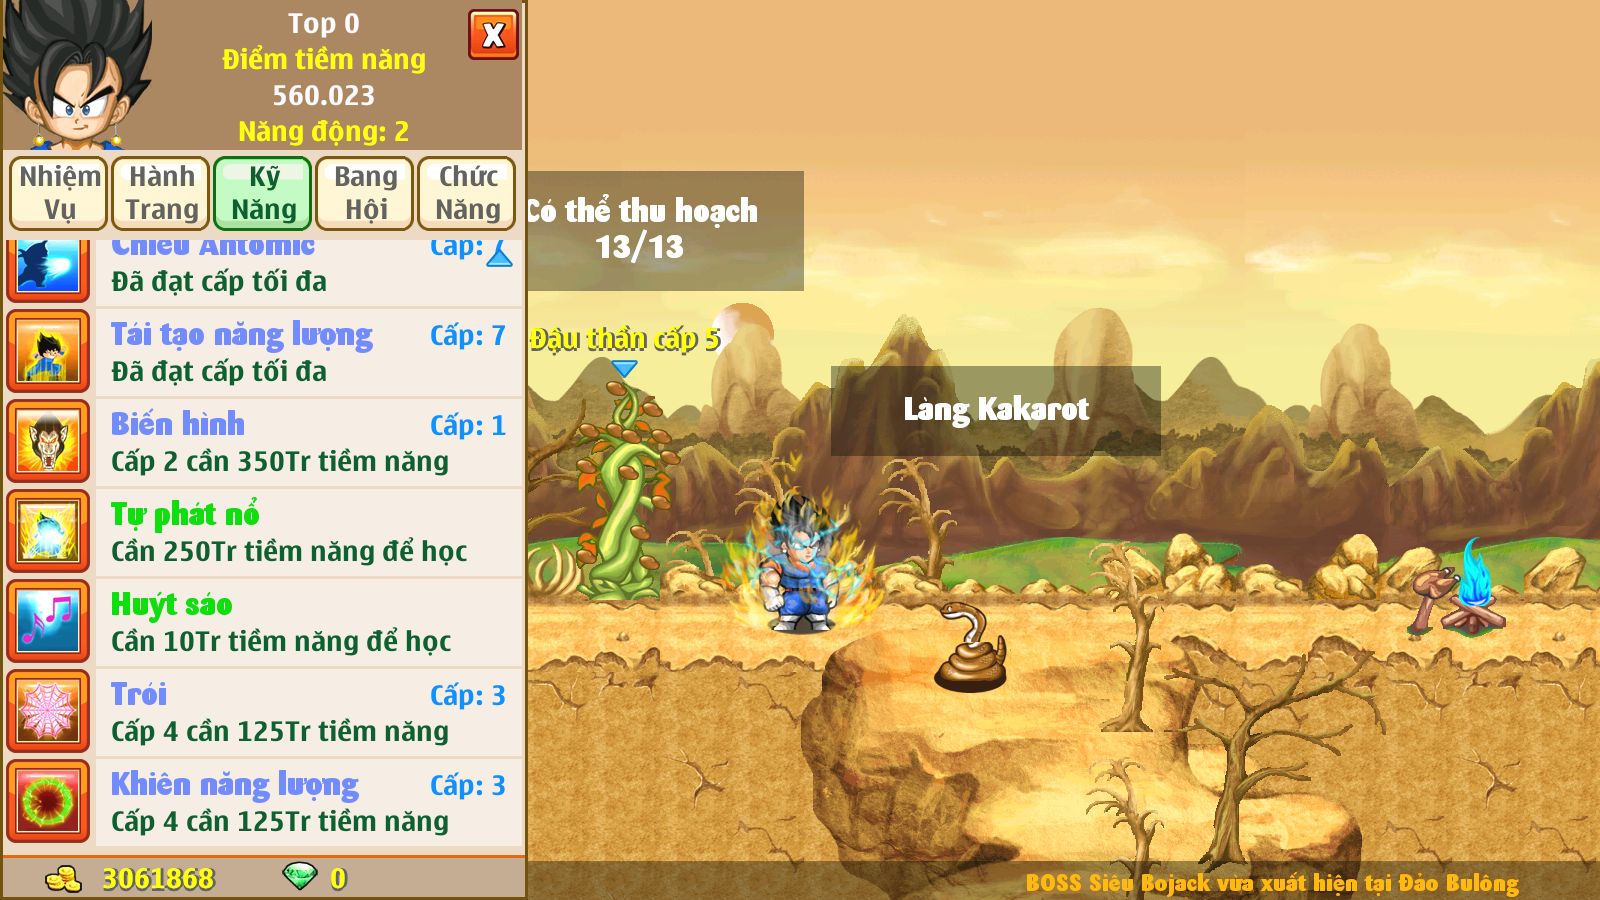 Top 0
Điểm tiềm năng
560.023
Năng động: 2
X
Nhiệm Vụ
Hành Trang
Kỹ Năng
Bang Hội
Chức Năng
Chiêu Antomic Cấp: 7
Đã đạt cấp tối đa
Tái tạo năng lượng Cấp: 7
Đã đạt cấp tối đa
Biến hình Cấp: 1
Cấp 2 cần 350Tr tiềm năng
Tự phát nổ
Cần 250Tr tiềm năng để học
Huýt sáo
Cần 10Tr tiềm năng để học
Trói Cấp: 3
Cấp 4 cần 125Tr tiềm năng
Khiên năng lượng Cấp: 3
Cấp 4 cần 125Tr tiềm năng
3061868 0
Có thể thu hoạch
13/13
Đậu thần cấp 5
Làng Kakarot
BOSS Siêu Bojack vừa xuất hiện tại Đảo Bulông